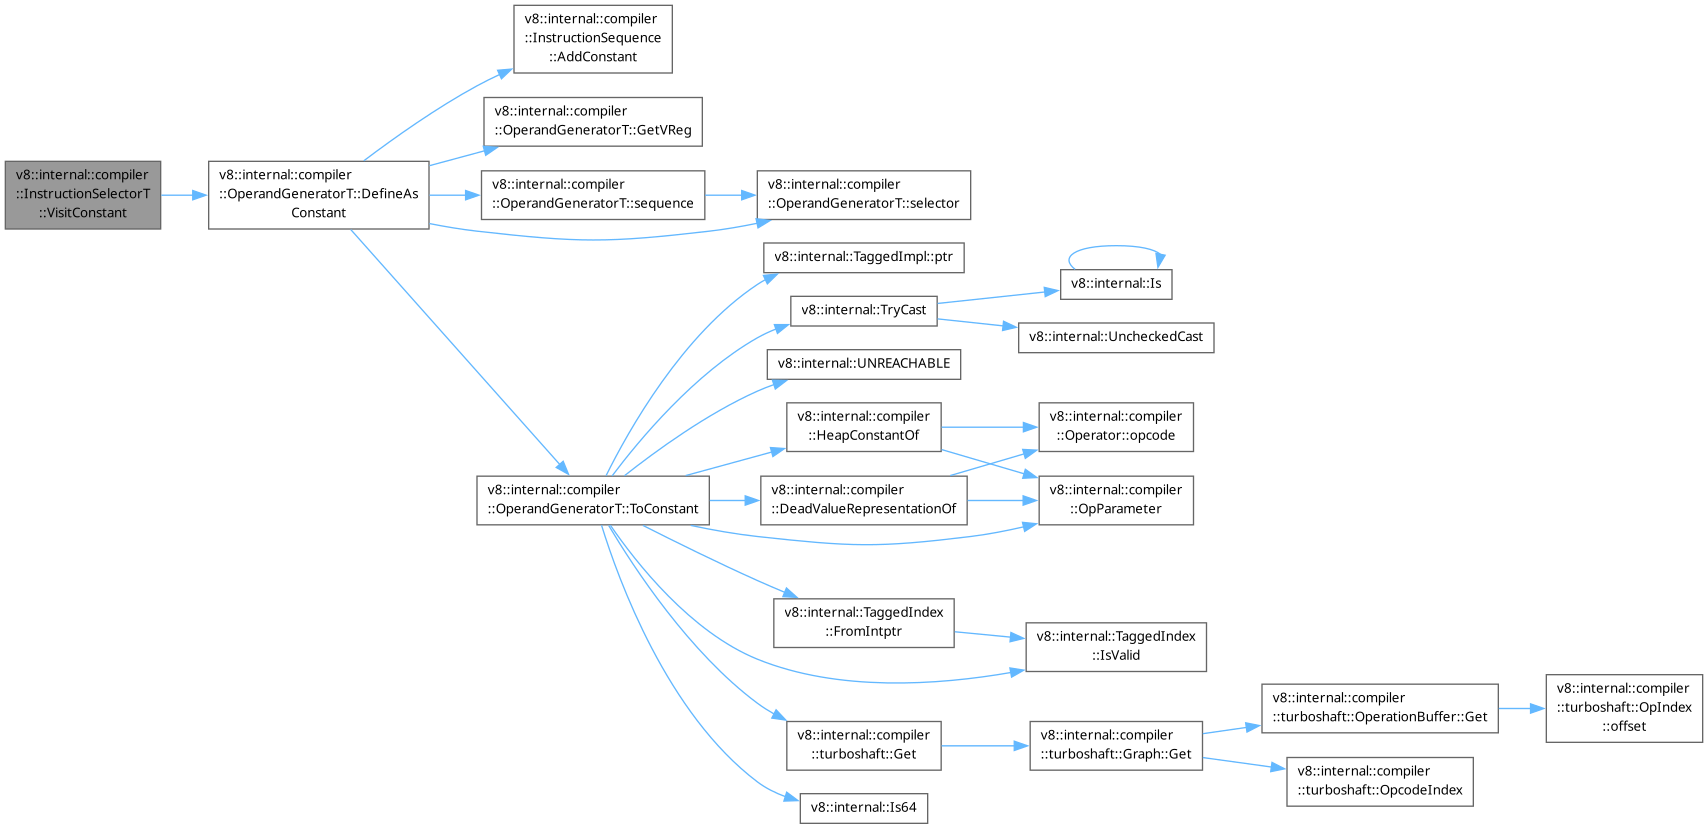 v8::internal::compiler
::InstructionSelectorT
::VisitConstant
v8::internal::compiler
::OperandGeneratorT::DefineAs
Constant
v8::internal::compiler
::InstructionSequence
::AddConstant
v8::internal::compiler
::OperandGeneratorT::GetVReg
v8::internal::compiler
::OperandGeneratorT::sequence
v8::internal::compiler
::OperandGeneratorT::selector
v8::internal::compiler
::OperandGeneratorT::ToConstant
v8::internal::TaggedImpl::ptr
v8::internal::TryCast
v8::internal::Is
v8::internal::UncheckedCast
v8::internal::UNREACHABLE
v8::internal::compiler
::HeapConstantOf
v8::internal::compiler
::Operator::opcode
v8::internal::compiler
::DeadValueRepresentationOf
v8::internal::compiler
::OpParameter
v8::internal::TaggedIndex
::FromIntptr
v8::internal::TaggedIndex
::IsValid
v8::internal::compiler
::turboshaft::Get
v8::internal::compiler
::turboshaft::Graph::Get
v8::internal::compiler
::turboshaft::OperationBuffer::Get
v8::internal::compiler
::turboshaft::OpIndex
::offset
v8::internal::compiler
::turboshaft::OpcodeIndex
v8::internal::Is64